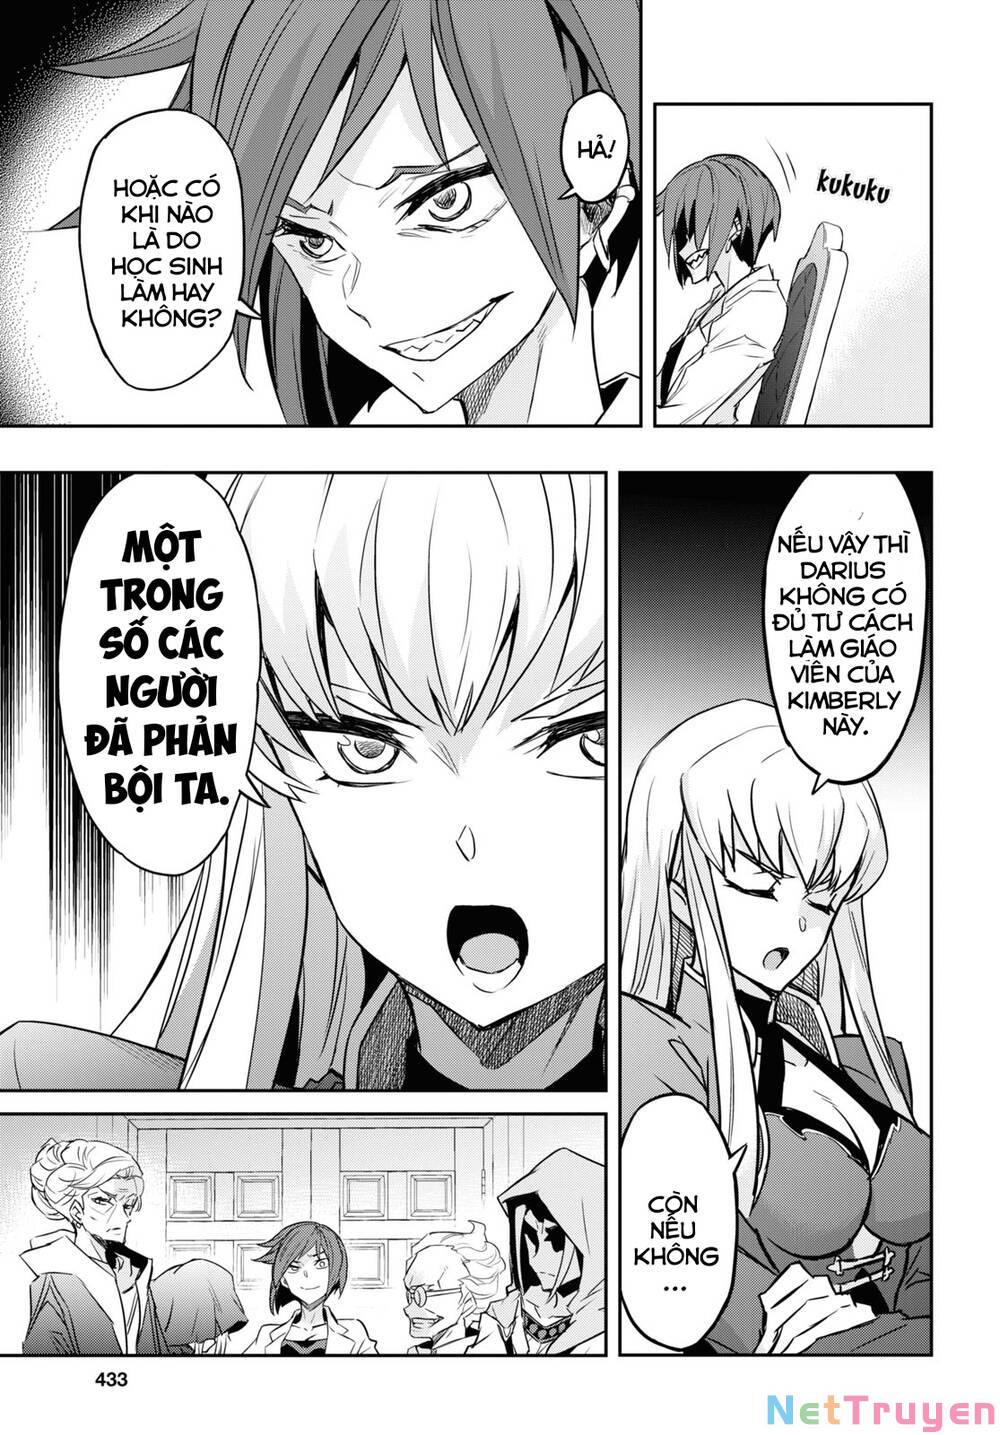 kukuku
HẢ!
HOẶC CÓ
KHI NÀO
LÀ DO
HỌC SINH
LÀM HAY
KHÔNG?
NẾU VẬY THÌ
DARIUS
KHÔNG CÓ
ĐỦ TƯ CÁCH
LÀM GIÁO
VIÊN CỦA
KIMBERLY
NÀY.
CÒN
NẾU
KHÔNG
...
MỘT
TRONG
SỐ CÁC
NGƯỜI
ĐÃ PHẢN
BỘI TA.
433
NetTruyen